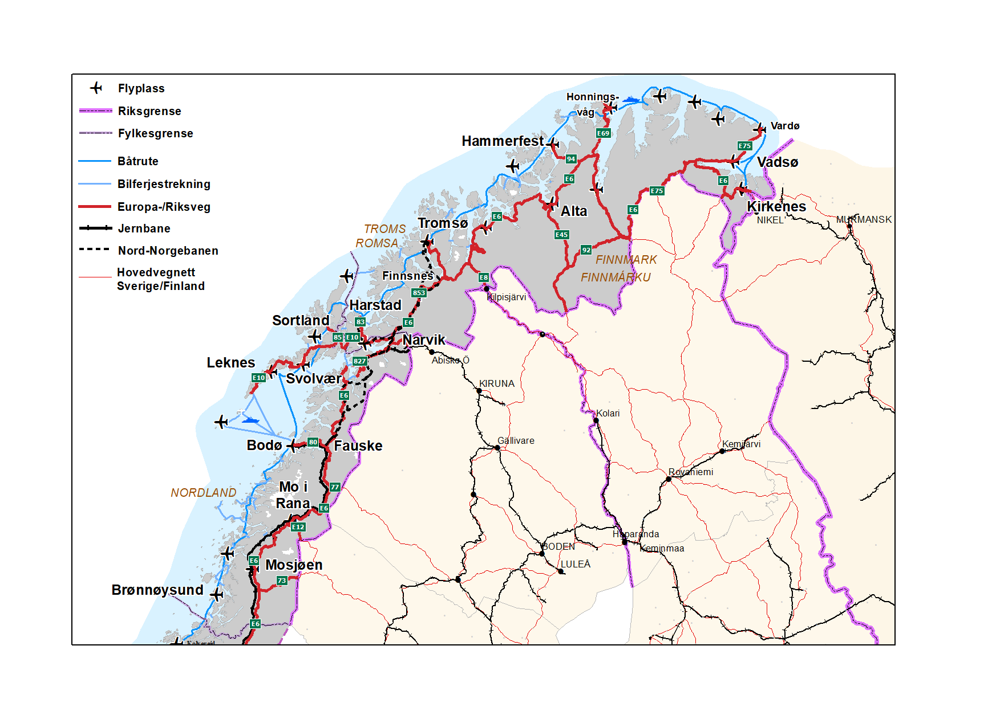 Flyplass
Riksgrense
Fylkesgrense
Båtrute
Bilferjestrekning
Europa-/Riksveg
Jernbane
Nord-Norgebanen
Hovedvegnett
Sverige/Finland
Honnings-
våg
Vardø
E69
Hammerfest
E75
94
Vadsø
E6
E6
E75
Kirkenes
Alta
E6
NIKEL'
MURMANSK
E6
Tromsø
TROMS
ROMSA
E45
92
FINNMARK
FINNMÁRKU
Finnsnes
E8
853
Kilpisjärvi
Harstad
Sortland
83
E6
85
E10
Narvik
827
Abisko Ö
Leknes
E10
Svolvær
KIRUNA
E6
Kolari
Bodø
80
Fauske
Gällivare
Kemijärvi
Rovaniemi
NORDLAND
Mo i
Rana
77
E6
E12
Haparanda
Keminmaa
BODEN
LULEÅ
E6
Mosjøen
73
Brønnøysund
E6
Kolvereid